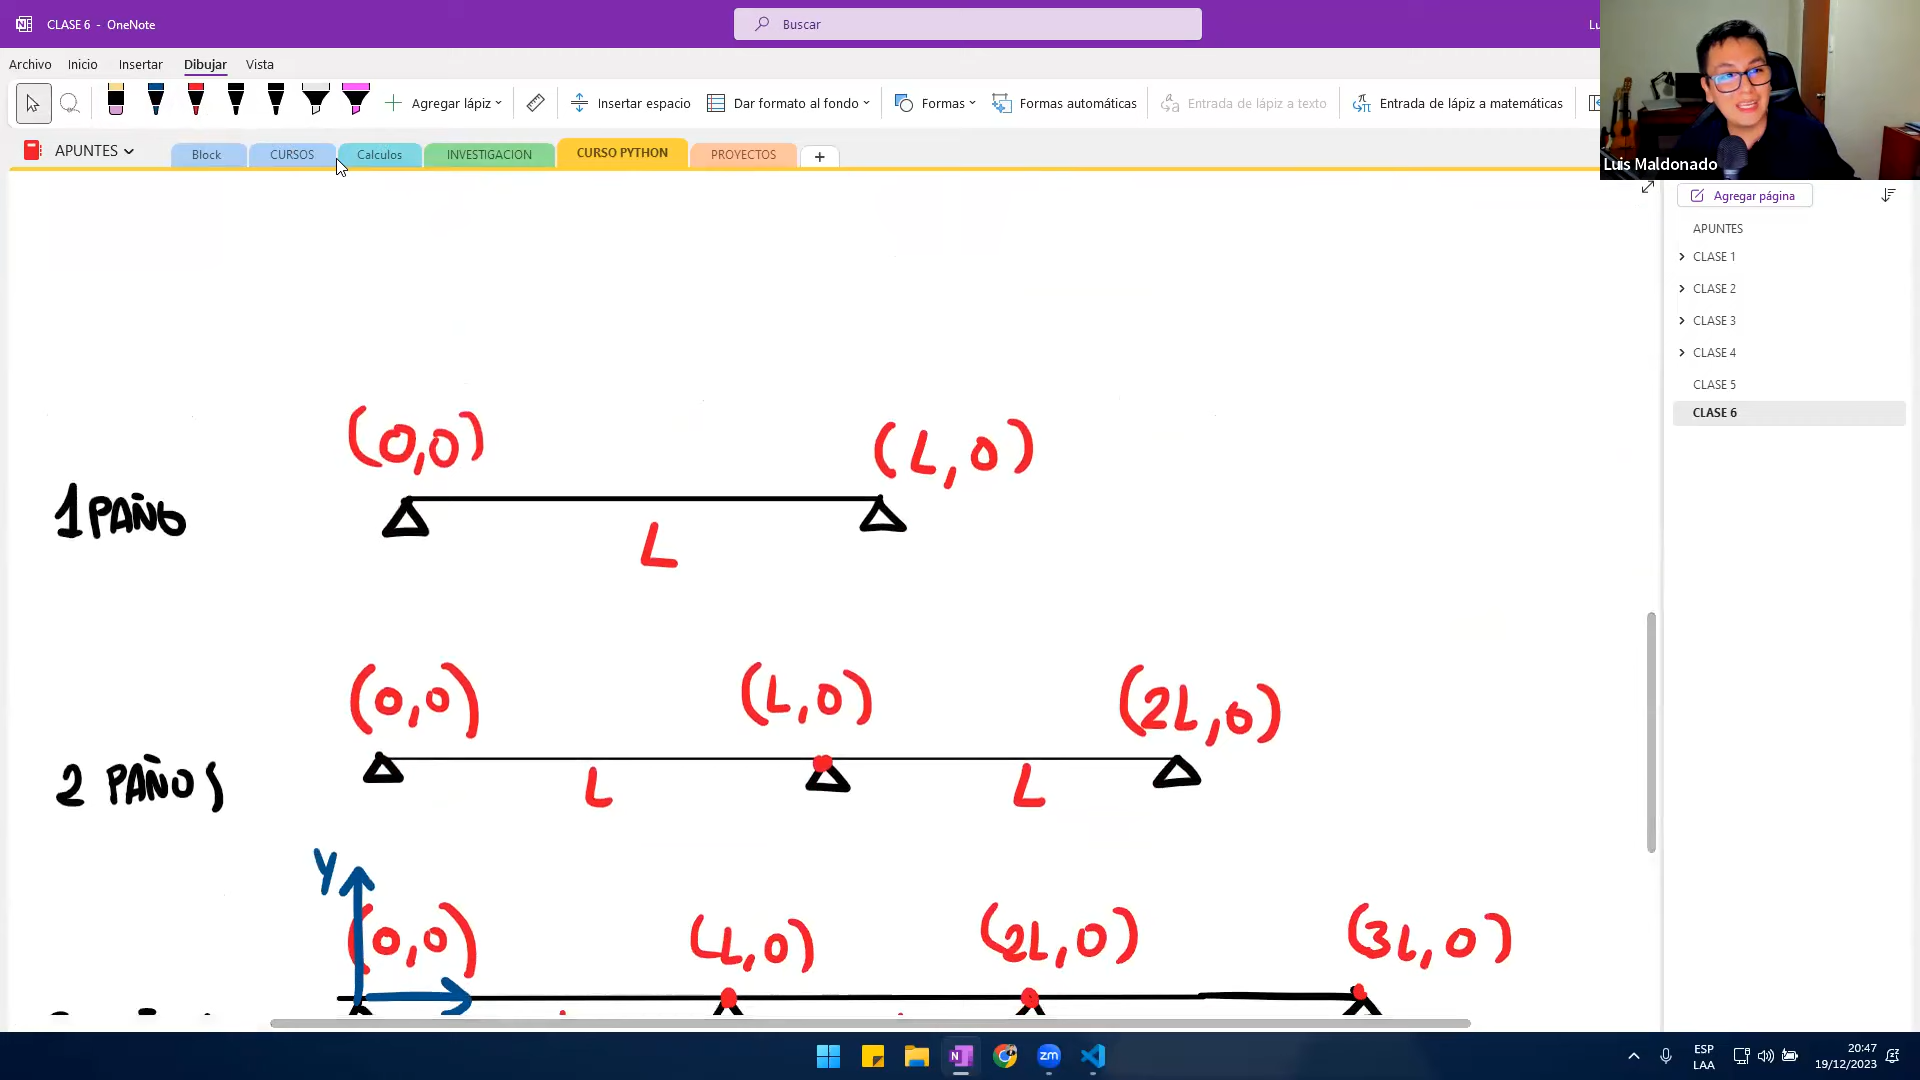 CLASE 6 - OneNote
Buscar
Archivo Inicio Insertar Dibujar Vista
Agregar lápiz
Insertar espacio
Dar formato al fondo
Formas
Formas automáticas
Entrada de lápiz a texto
Entrada de lápiz a matemáticas
Luis Maldonado
APUNTES
Block
CURSOS
Calculos
INVESTIGACION
CURSO PYTHON
PROYECTOS
+
Agregar página
APUNTES
CLASE 1
CLASE 2
CLASE 3
CLASE 4
CLASE 5
CLASE 6
(0,0) (L,0)
1 PAÑO
L
(0,0) (L,0) (2L,0)
2 PAÑOS
L L
Y
(0,0) (L,0) (2L,0) (3L,0)
zm
ESP
LAA
20:47
19/12/2023